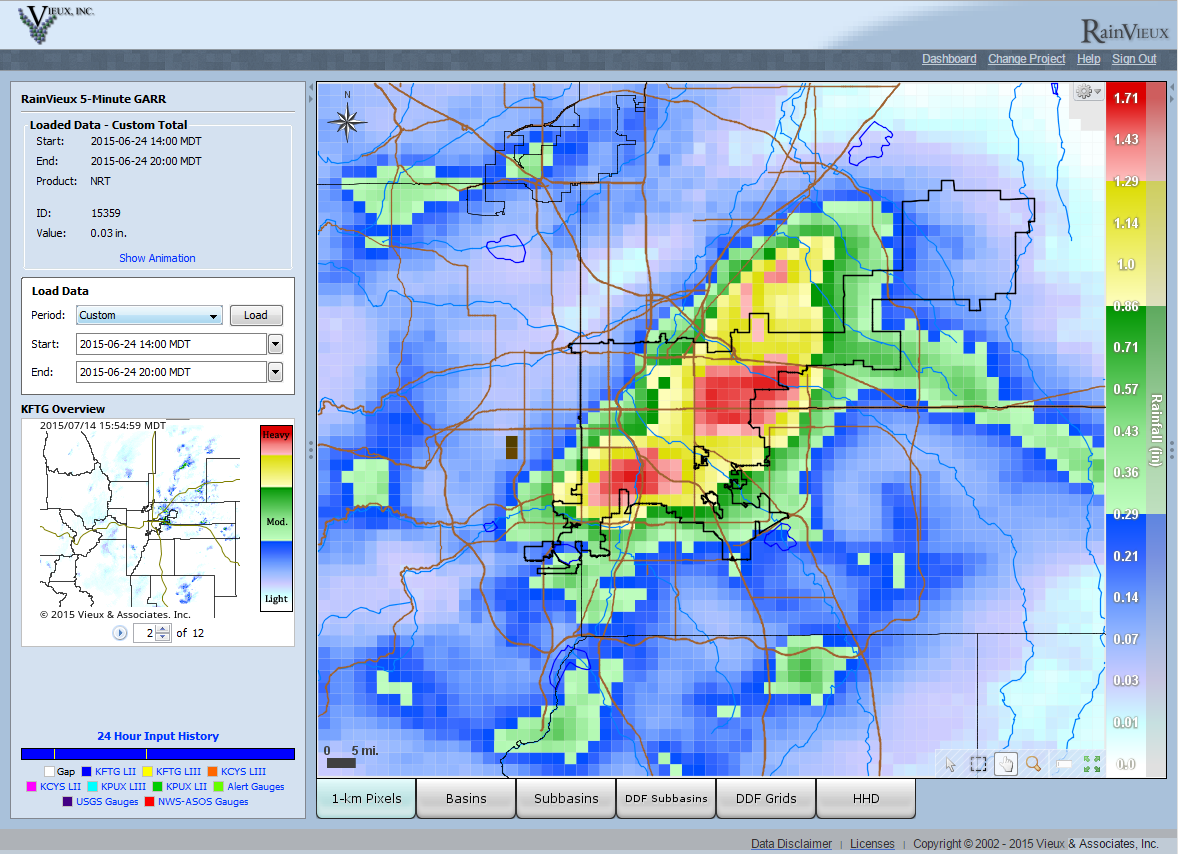 VIEUX, INC.
RAINVIEUX
Dashboard Change Project Help Sign Out
RainVieux 5-Minute GARR
Loaded Data - Custom Total
Start: 2015-06-24 14:00 MDT
End: 2015-06-24 20:00 MDT
Product: NRT
ID: 15359
Value: 0.03 in.
Show Animation
Load Data
Period: Custom Load
Start: 2015-06-24 14:00 MDT
End: 2015-06-24 20:00 MDT
KFTG Overview
2015/07/14 15:54:59 MDT
Heavy
Mod.
Light
© 2015 Vieux & Associates, Inc.
2 of 12
24 Hour Input History
Gap KFTG LII KFTG LIII KCYS LIII
KCYS LII KPUX LIII KPUX LII Alert Gauges
USGS Gauges NWS-ASOS Gauges
N
0 5 mi.
1.71
1.43
1.29
1.14
1.0
0.86
0.71
0.57
0.43
0.36
0.29
0.21
0.14
0.07
0.03
0.01
0.0
Rainfall (in)
1-km Pixels Basins Subbasins DDF Subbasins DDF Grids HHD
Data Disclaimer | Licenses | Copyright © 2002 - 2015 Vieux & Associates, Inc.